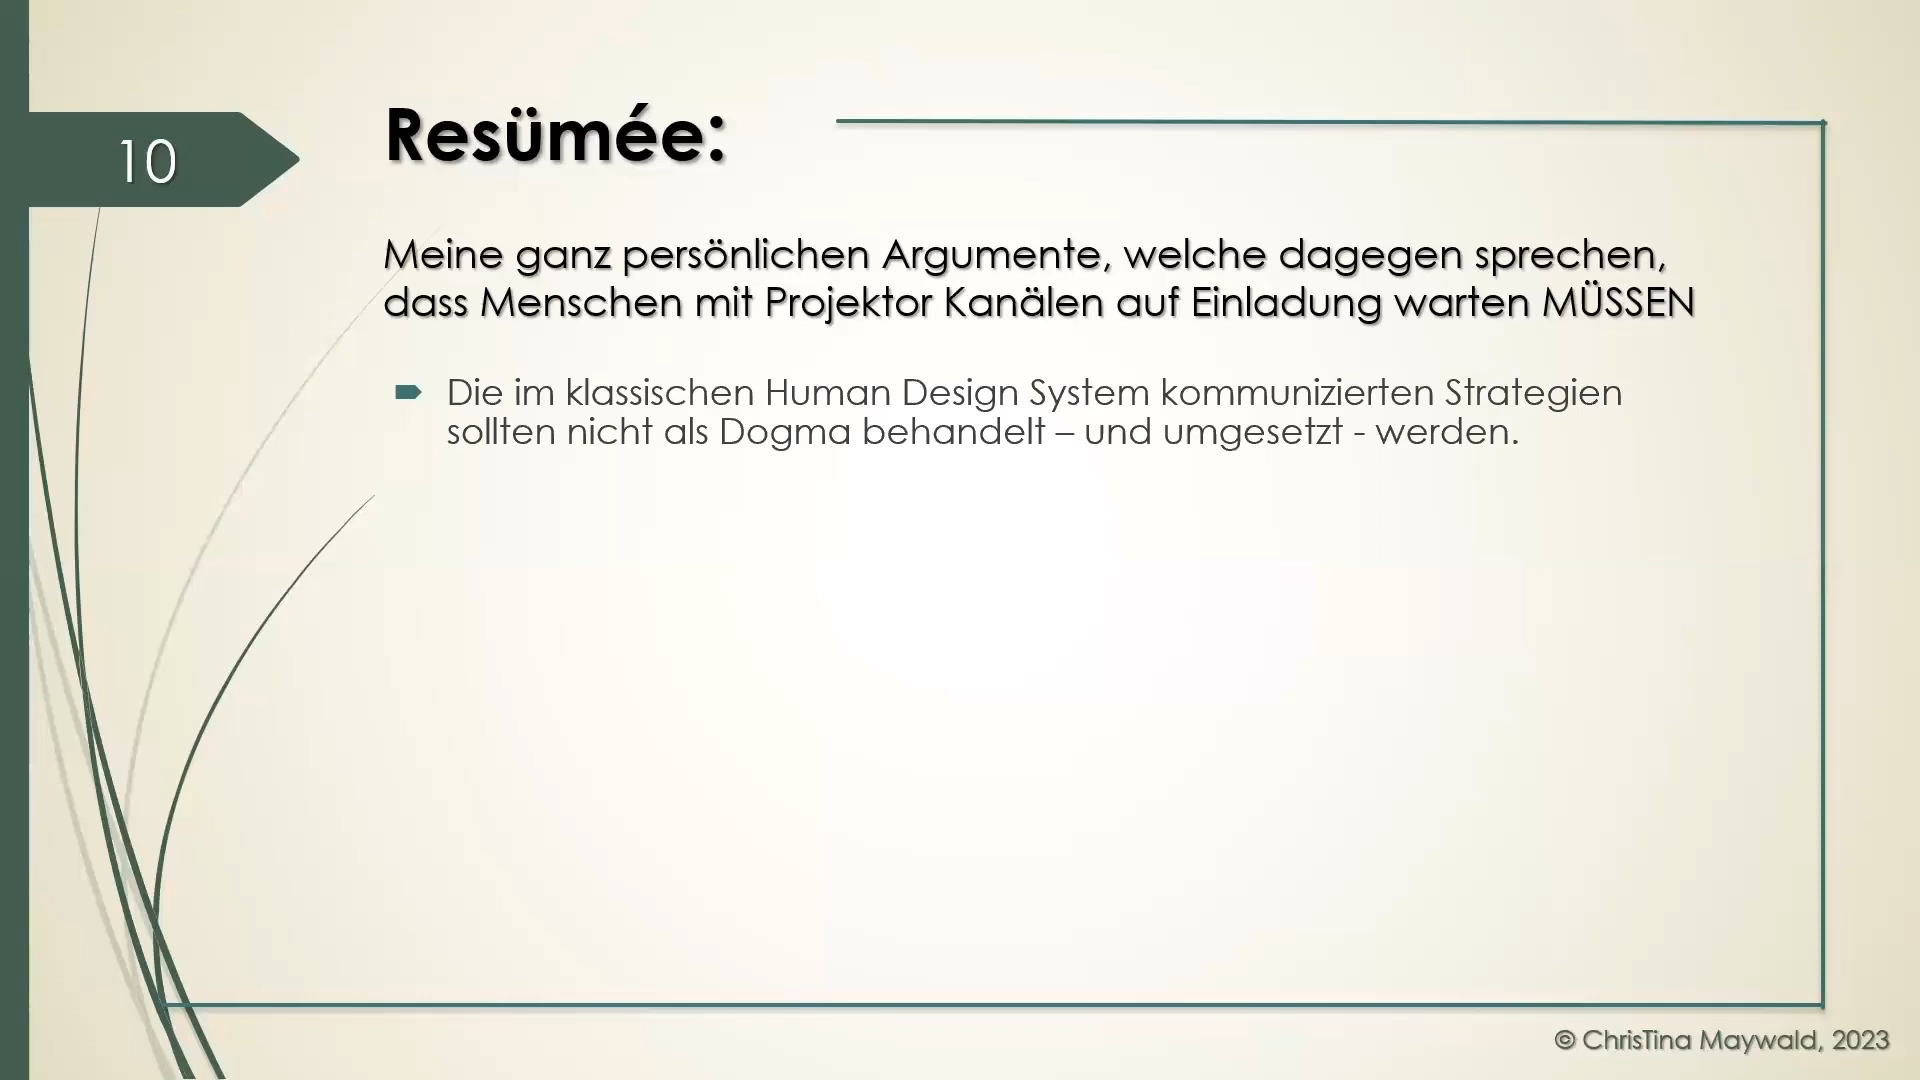 10
Resümée:
Meine ganz persönlichen Argumente, welche dagegen sprechen,
dass Menschen mit Projektor Kanälen auf Einladung warten MÜSSEN
Die im klassischen Human Design System kommunizierten Strategien
sollten nicht als Dogma behandelt – und umgesetzt - werden.
© ChrisTina Maywald, 2023